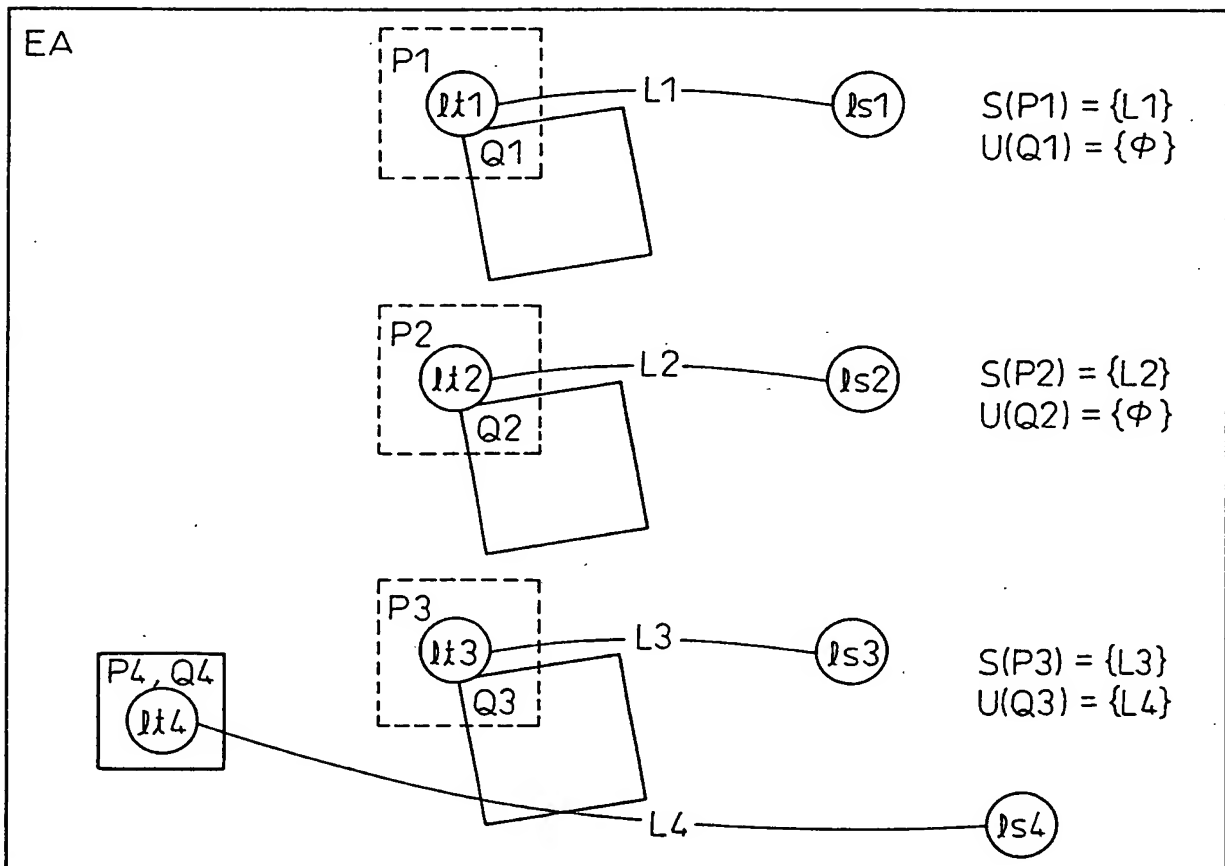 EA
P1
ℓt1
L1
ℓs1
Q1
S(P1) = {L1}
U(Q1) = {Φ}
P2
ℓt2
L2
ℓs2
Q2
S(P2) = {L2}
U(Q2) = {Φ}
P3
ℓt3
L3
ℓs3
Q3
S(P3) = {L3}
U(Q3) = {L4}
P4, Q4
ℓt4
L4
ℓs4